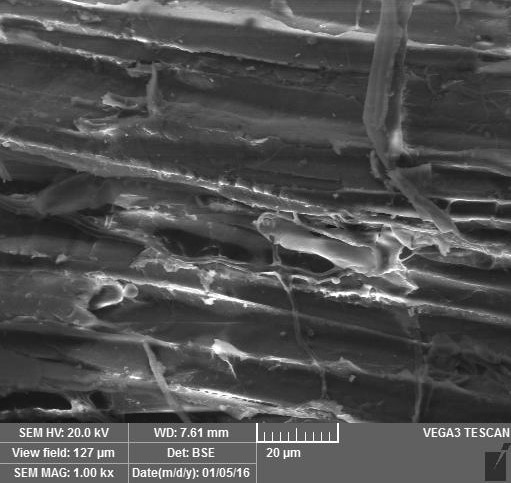 SEM HV: 20.0 kV WD: 7.61 mm VEGA3 TESCAN
View field: 127 µm Det: BSE 20 µm
SEM MAG: 1.00 kx Date(m/d/y): 01/05/16